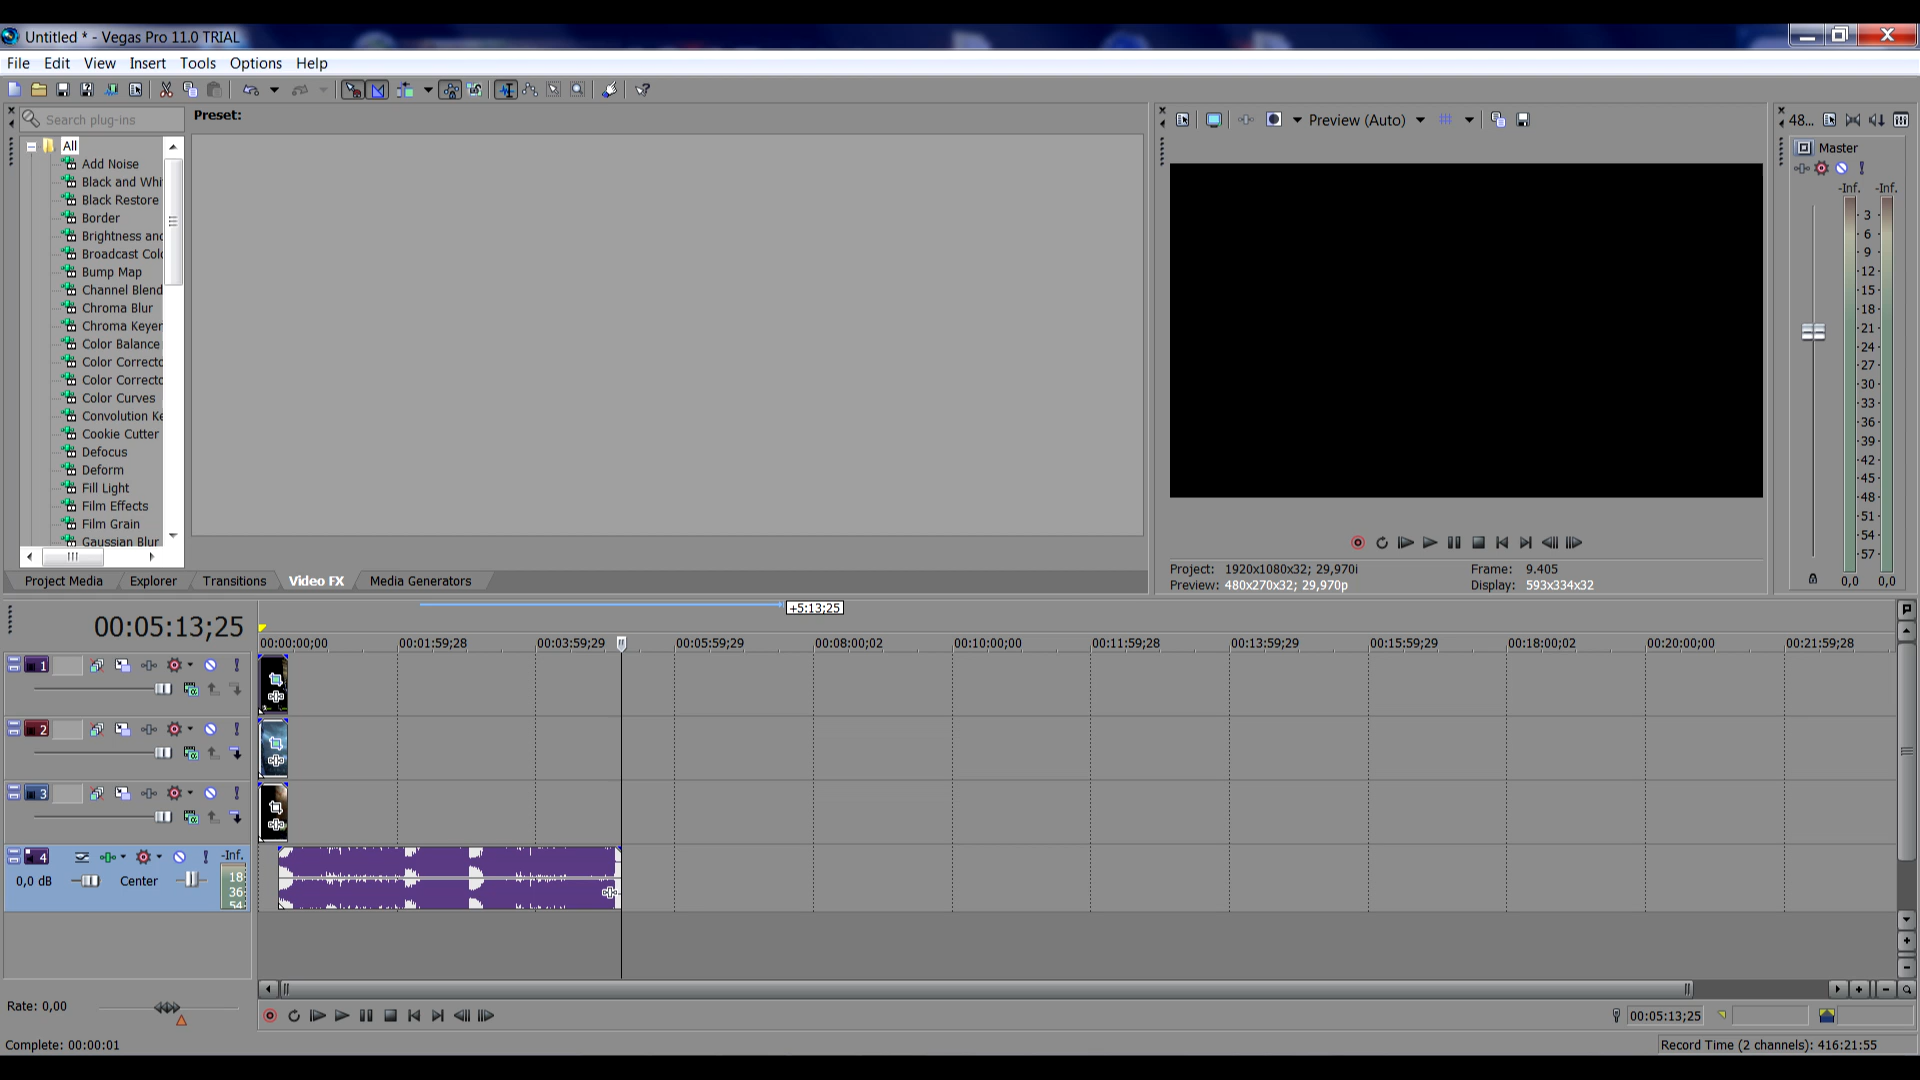 Untitled * - Vegas Pro 11.0 TRIAL
File Edit View Insert Tools Options Help
Search plug-ins
Preset:
Preview (Auto)
48...
All
Add Noise
Black and Whi
Black Restore
Border
Brightness and
Broadcast Colo
Bump Map
Channel Blend
Chroma Blur
Chroma Keyer
Color Balance
Color Correcto
Color Correcto
Color Curves
Convolution Ke
Cookie Cutter
Defocus
Deform
Fill Light
Film Effects
Film Grain
Gaussian Blur
Master
-Inf. -Inf.
3
6
9
12
15
18
21
24
27
30
33
36
39
42
45
48
51
54
57
0,0 0,0
Project: 1920x1080x32; 29,970i
Preview: 480x270x32; 29,970p
Frame: 9.405
Display: 593x334x32
Project Media Explorer Transitions Video FX Media Generators
+5:13;25
00:05:13;25
00:00:00;00 00:01:59;28 00:03:59;29 00:05:59;29 00:08:00;02 00:10:00;00 00:11:59;28 00:13:59;29 00:15:59;29 00:18:00;02 00:20:00;00 00:21:59;28
1
2
3
4
-Inf.
0,0 dB Center
18
36
54
Rate: 0,00
00:05:13;25
Complete: 00:00:01
Record Time (2 channels): 416:21:55